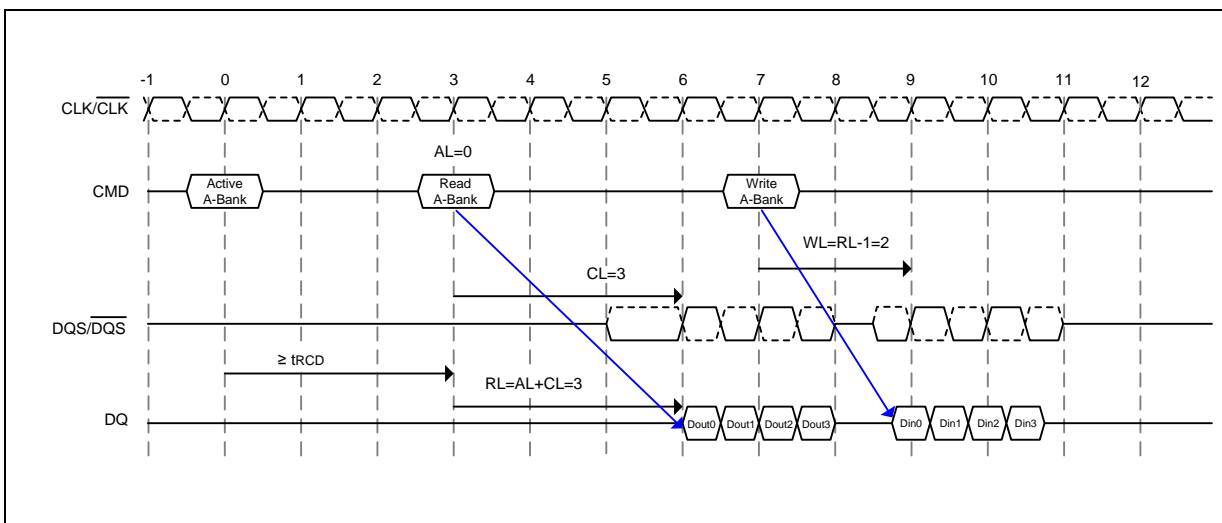 -1 0 1 2 3 4 5 6 7 8 9 10 11 12
CLK/CLK
AL=0
CMD
Active
A-Bank
Read
A-Bank
Write
A-Bank
WL=RL-1=2
CL=3
DQS/DQS
≥ tRCD
RL=AL+CL=3
DQ
Dout0 Dout1 Dout2 Dout3 Din0 Din1 Din2 Din3